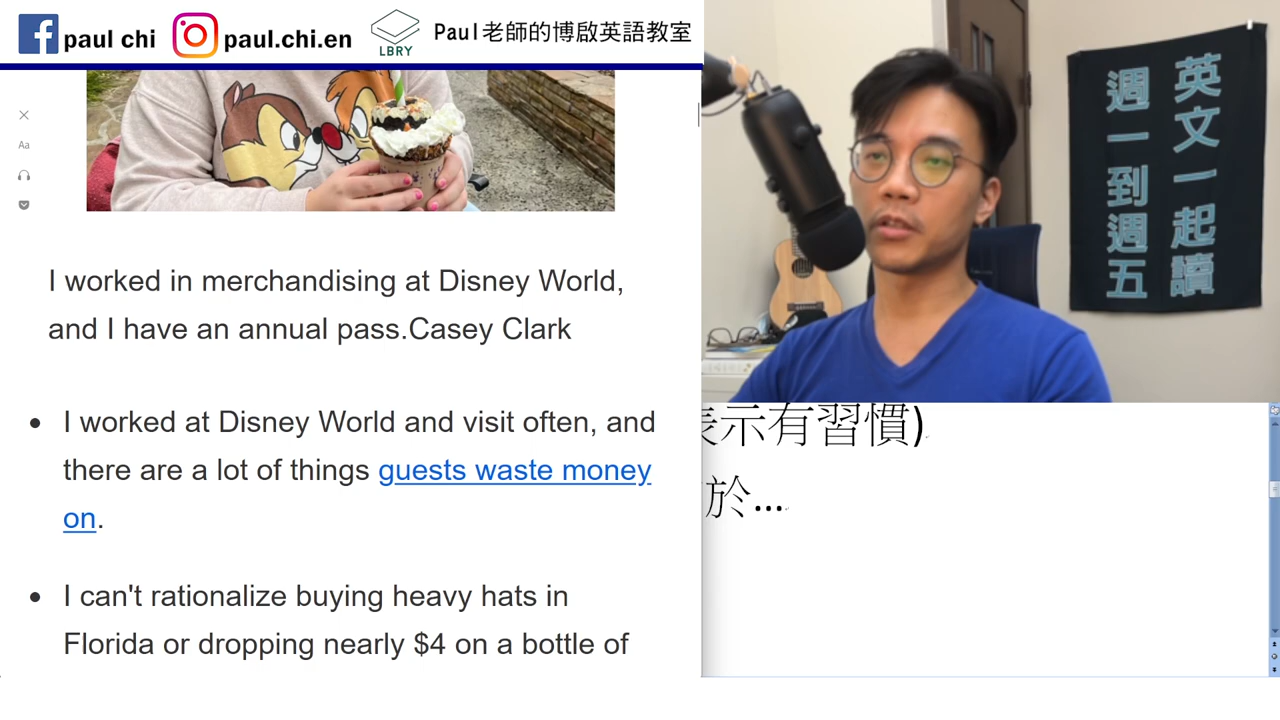 paul chi
paul.chi.en
LBRY
Paul老師的博啟英語教室
Aa
英文一起讀
週一到週五
I worked in merchandising at Disney World,
and I have an annual pass.Casey Clark
I worked at Disney World and visit often, and
there are a lot of things guests waste money
on.
I can't rationalize buying heavy hats in
Florida or dropping nearly $4 on a bottle of
表示有習慣)
於...